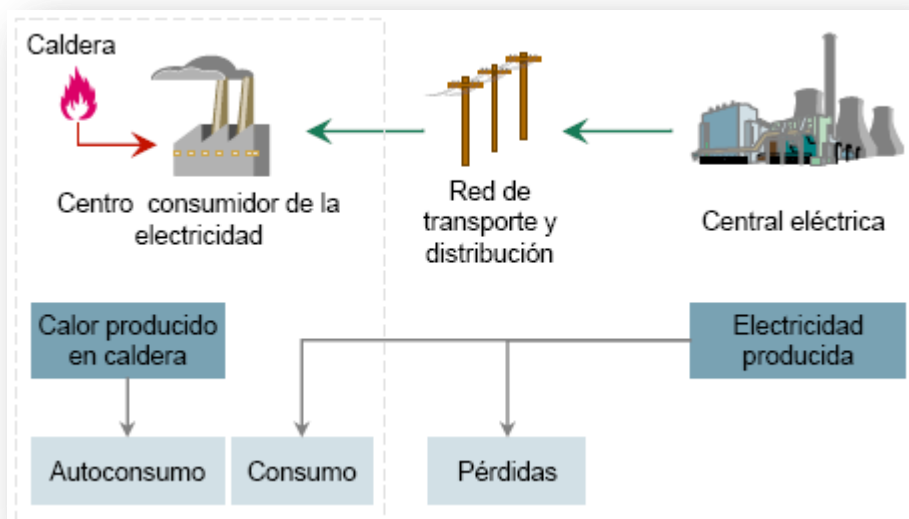 Caldera
Centro consumidor de la
electricidad
Red de
transporte y
distribución
Central eléctrica
Calor producido
en caldera
Electricidad
producida
Autoconsumo
Consumo
Pérdidas